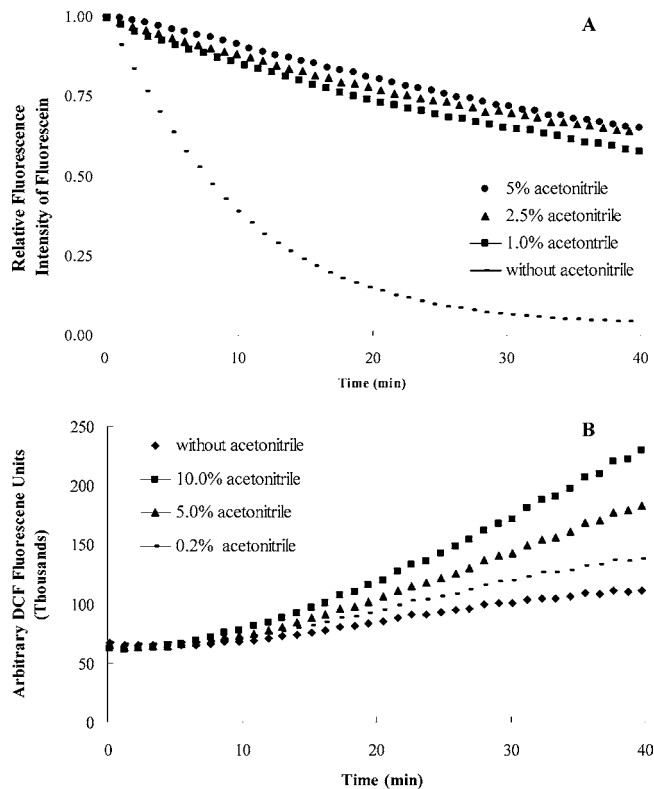 A
1.00
0.75
0.50
0.25
0.00
Relative Fluorescence
Intensity of Fluorescein
5% acetonitrile
2.5% acetonitrile
1.0% acetontrile
without acetonitrile
0
10
20
30
40
Time (min)
B
250
200
150
100
50
0
Arbitrary DCF Fluorescene Units
(Thousands)
without acetonitrile
10.0% acetonitrile
5.0% acetonitrile
0.2% acetonitrile
0
10
20
30
40
Time (min)